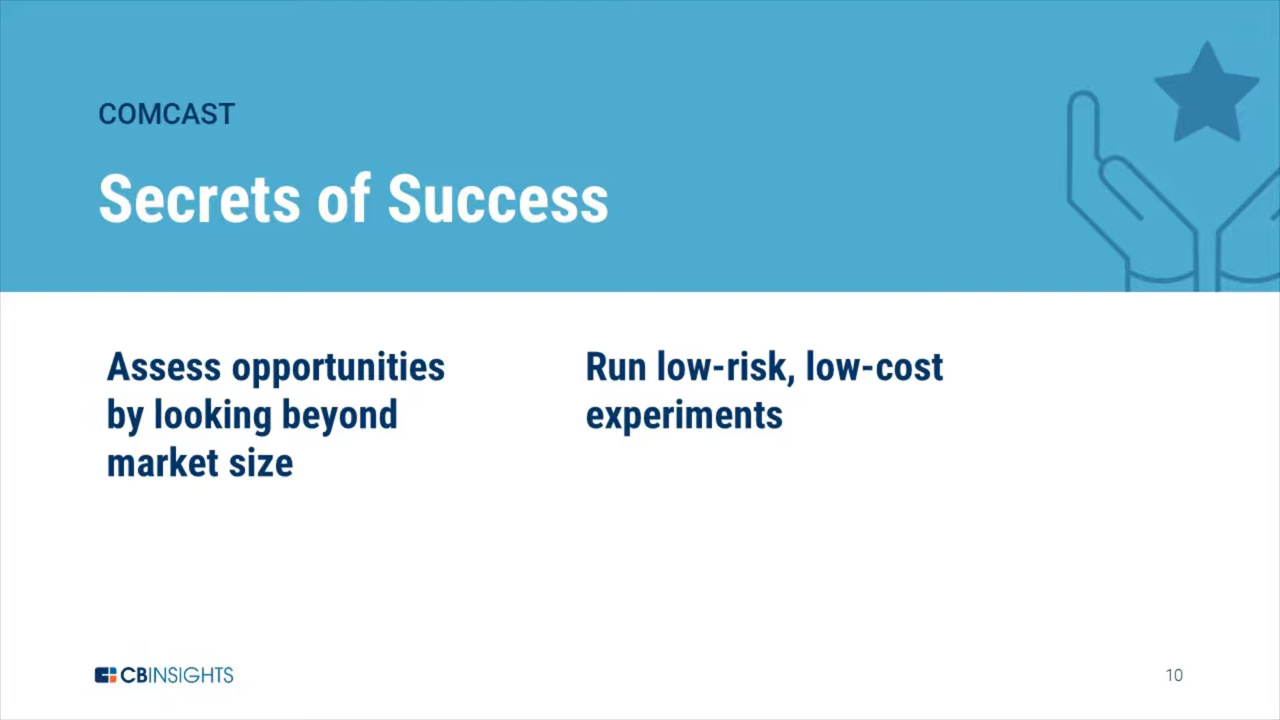 COMCAST
Secrets of Success
Assess opportunities
by looking beyond
market size
Run low-risk, low-cost
experiments
CBINSIGHTS
10